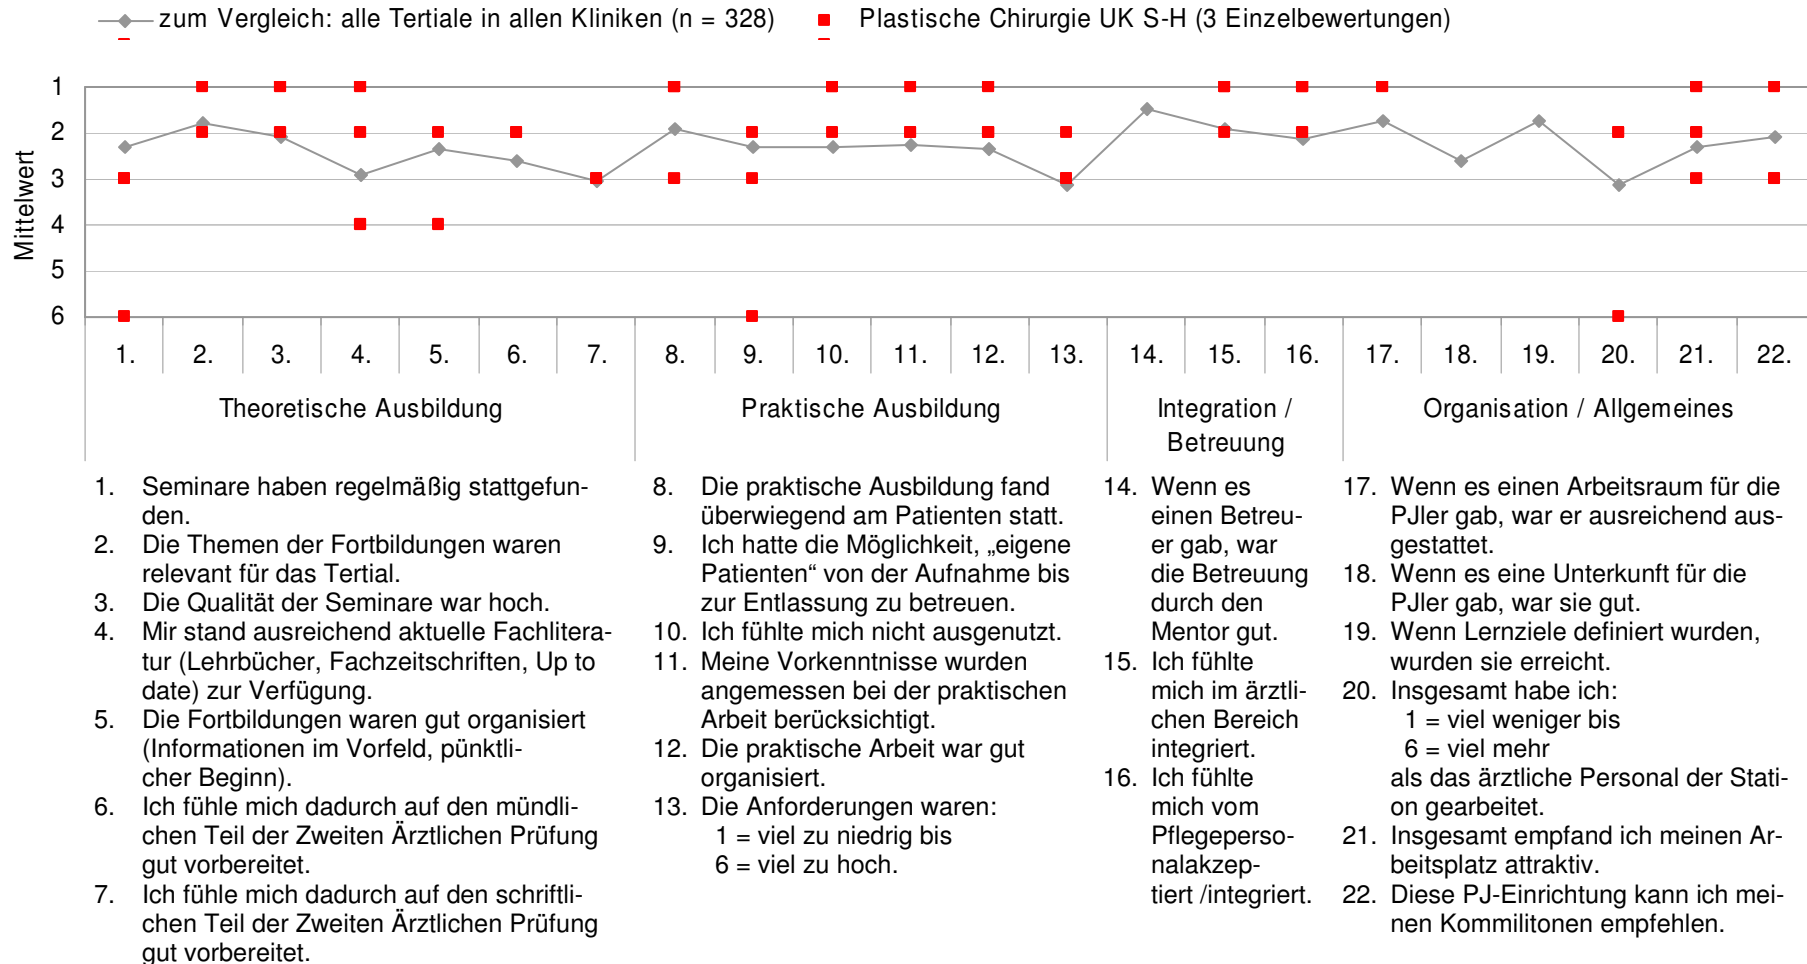 zum Vergleich: alle Tertiale in allen Kliniken (n = 328)
Plastische Chirurgie UK S-H (3 Einzelbewertungen)
Mittelwert
1
2
3
4
5
6
1. 2. 3. 4. 5. 6. 7. 8. 9. 10. 11. 12. 13. 14. 15. 16. 17. 18. 19. 20. 21. 22.
Theoretische Ausbildung
Praktische Ausbildung
Integration /
Betreuung
Organisation / Allgemeines
1. Seminare haben regelmäßig stattgefun-
den.
2. Die Themen der Fortbildungen waren
relevant für das Tertial.
3. Die Qualität der Seminare war hoch.
4. Mir stand ausreichend aktuelle Fachlitera-
tur (Lehrbücher, Fachzeitschriften, Up to
date) zur Verfügung.
5. Die Fortbildungen waren gut organisiert
(Informationen im Vorfeld, pünktli-
cher Beginn).
6. Ich fühle mich dadurch auf den mündli-
chen Teil der Zweiten Ärztlichen Prüfung
gut vorbereitet.
7. Ich fühle mich dadurch auf den schriftli-
chen Teil der Zweiten Ärztlichen Prüfung
gut vorbereitet.
8. Die praktische Ausbildung fand
überwiegend am Patienten statt.
9. Ich hatte die Möglichkeit, „eigene
Patienten“ von der Aufnahme bis
zur Entlassung zu betreuen.
10. Ich fühlte mich nicht ausgenutzt.
11. Meine Vorkenntnisse wurden
angemessen bei der praktischen
Arbeit berücksichtigt.
12. Die praktische Arbeit war gut
organisiert.
13. Die Anforderungen waren:
1 = viel zu niedrig bis
6 = viel zu hoch.
14. Wenn es
einen Betreu-
er gab, war
die Betreuung
durch den
Mentor gut.
15. Ich fühlte
mich im ärztli-
chen Bereich
integriert.
16. Ich fühlte
mich vom
Pflegeperso-
nalakzep-
tiert /integriert.
17. Wenn es einen Arbeitsraum für die
PJler gab, war er ausreichend aus-
gestattet.
18. Wenn es eine Unterkunft für die
PJler gab, war sie gut.
19. Wenn Lernziele definiert wurden,
wurden sie erreicht.
20. Insgesamt habe ich:
1 = viel weniger bis
6 = viel mehr
als das ärztliche Personal der Stati-
on gearbeitet.
21. Insgesamt empfand ich meinen Ar-
beitsplatz attraktiv.
22. Diese PJ-Einrichtung kann ich mei-
nen Kommilitonen empfehlen.